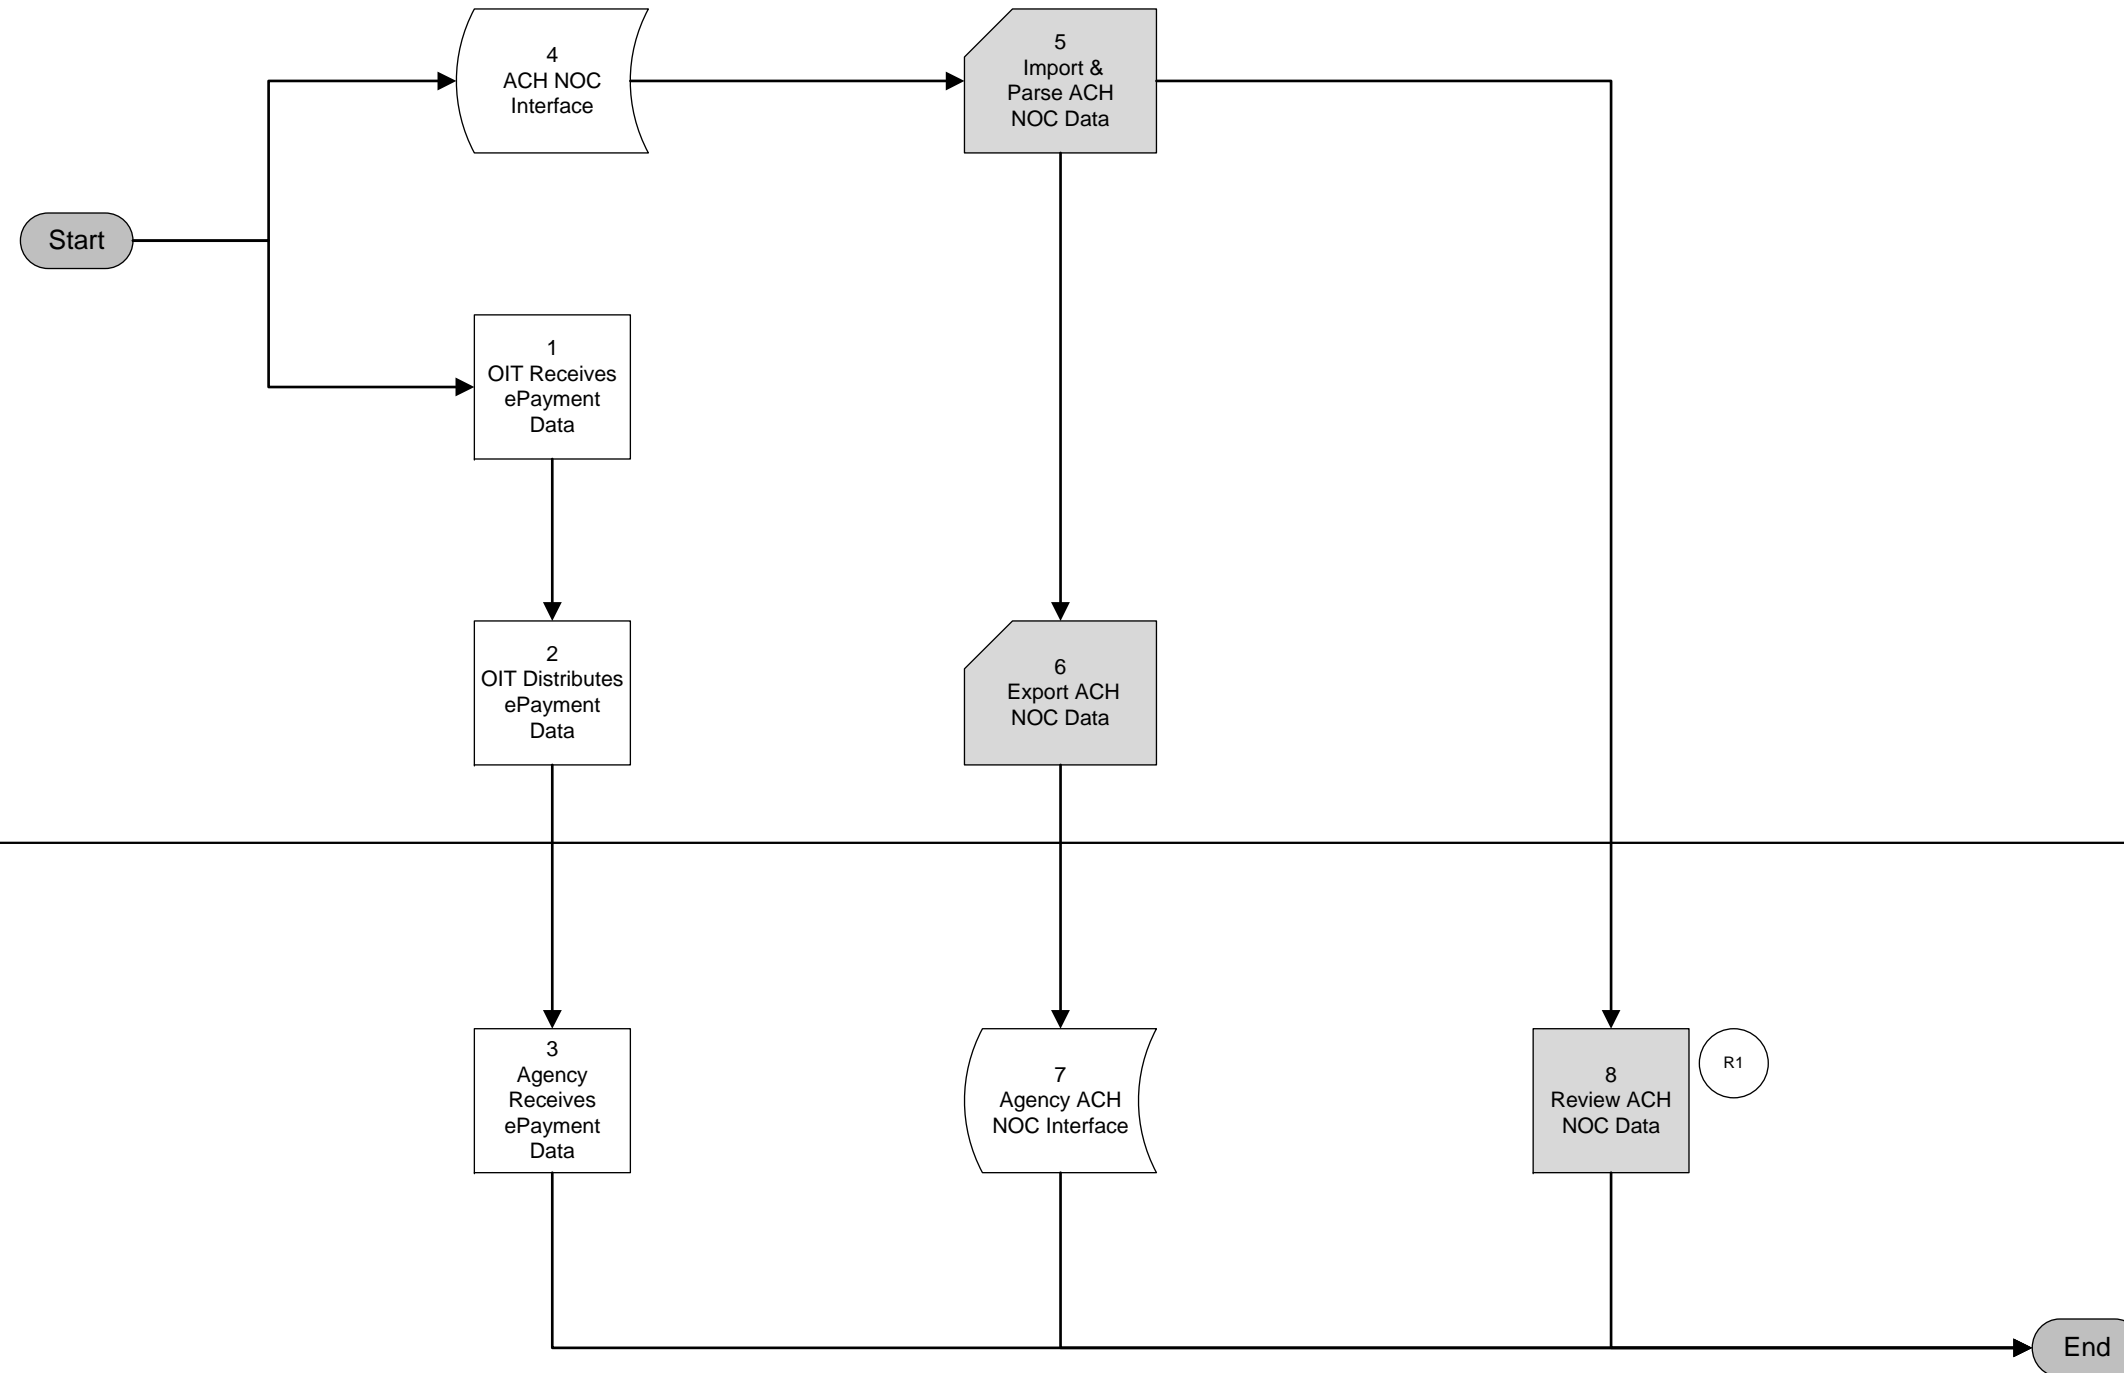 4
ACH NOC
Interface
5
Import &
Parse ACH
NOC Data
Start
1
OIT Receives
ePayment
Data
2
OIT Distributes
ePayment
Data
6
Export ACH
NOC Data
3
Agency
Receives
ePayment
Data
7
Agency ACH
NOC Interface
8
Review ACH
NOC Data
R1
End